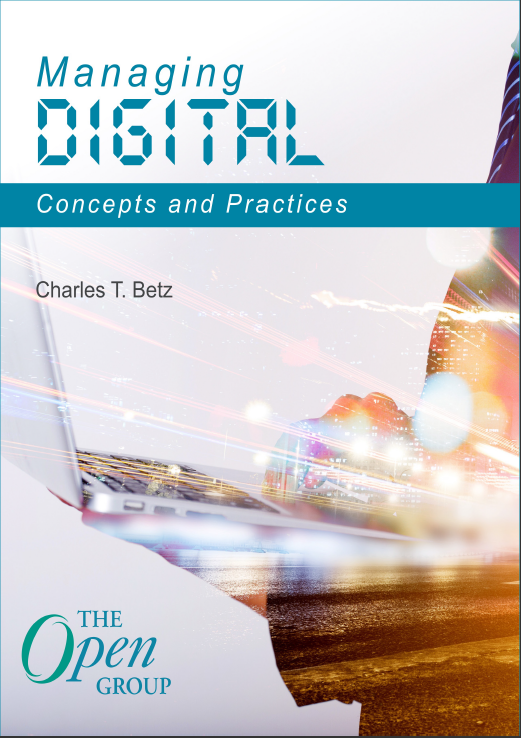 Managing
DIGITAL
Concepts and Practices
Charles T. Betz
THE
Open
GROUP